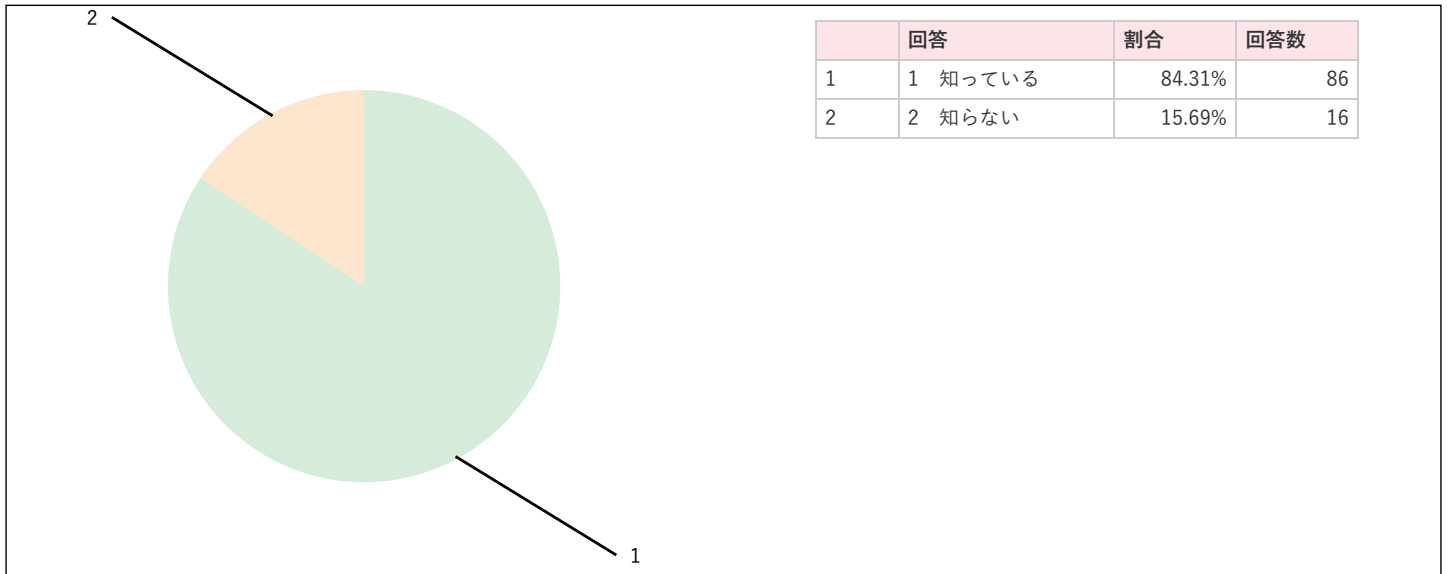 2
回答 割合 回答数
1 1 知っている 84.31% 86
2 2 知らない 15.69% 16
1